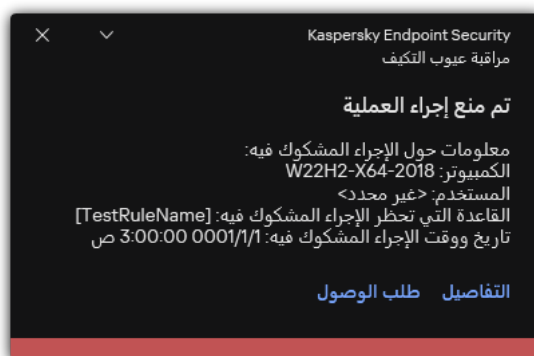 Kaspersky Endpoint Security
مراقبة عيوب التكيف
تم منع إجراء العملية
معلومات حول الإجراء المشكوك فيه:
الكمبيوتر: W22H2-X64-2018
المستخدم: <غير محدد>
القاعدة التي تحظر الإجراء المشكوك فيه: [TestRuleName]
تاريخ ووقت الإجراء المشكوك فيه: 0001/1/1 3:00:00 ص
التفاصيل طلب الوصول